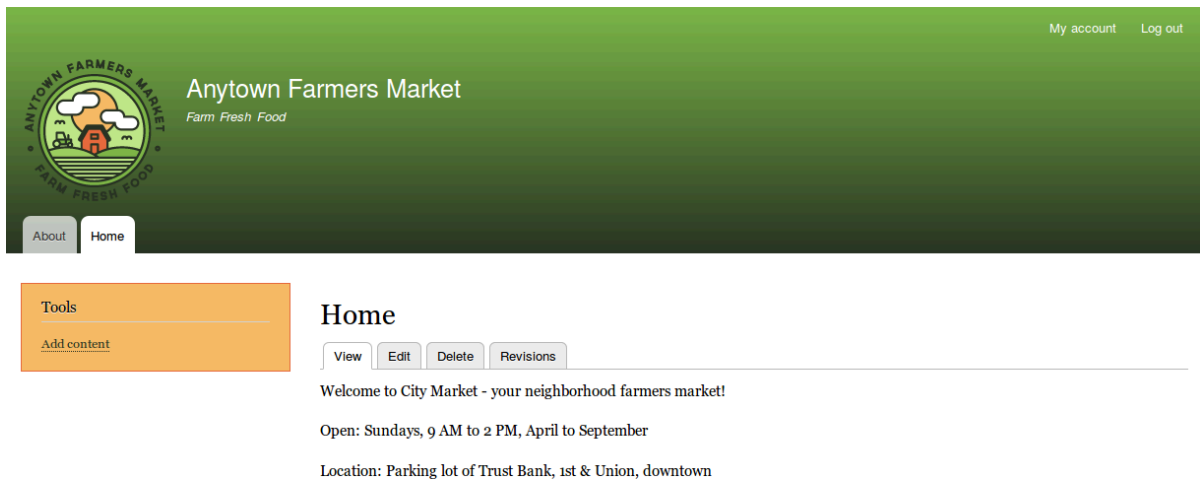 My account Log out
ANYTOWN FARMERS MARKET
FARM FRESH FOOD
Anytown Farmers Market
Farm Fresh Food
About Home
Tools
Add content
Home
View Edit Delete Revisions
Welcome to City Market - your neighborhood farmers market!
Open: Sundays, 9 AM to 2 PM, April to September
Location: Parking lot of Trust Bank, 1st & Union, downtown